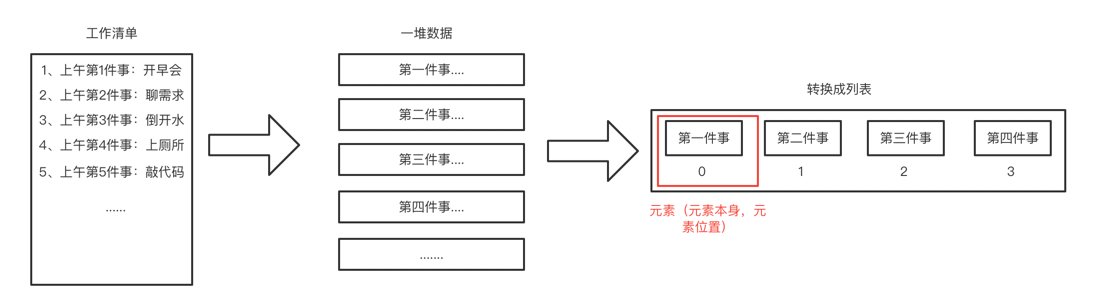 工作清单
1、上午第1件事：开早会
2、上午第2件事：聊需求
3、上午第3件事：倒开水
4、上午第4件事：上厕所
5、上午第5件事：敲代码
......
一堆数据
第一件事....
第二件事....
第三件事....
第四件事....
.......
转换成列表
第一件事 第二件事 第三件事 第四件事
0 1 2 3
元素（元素本身，元
素位置）